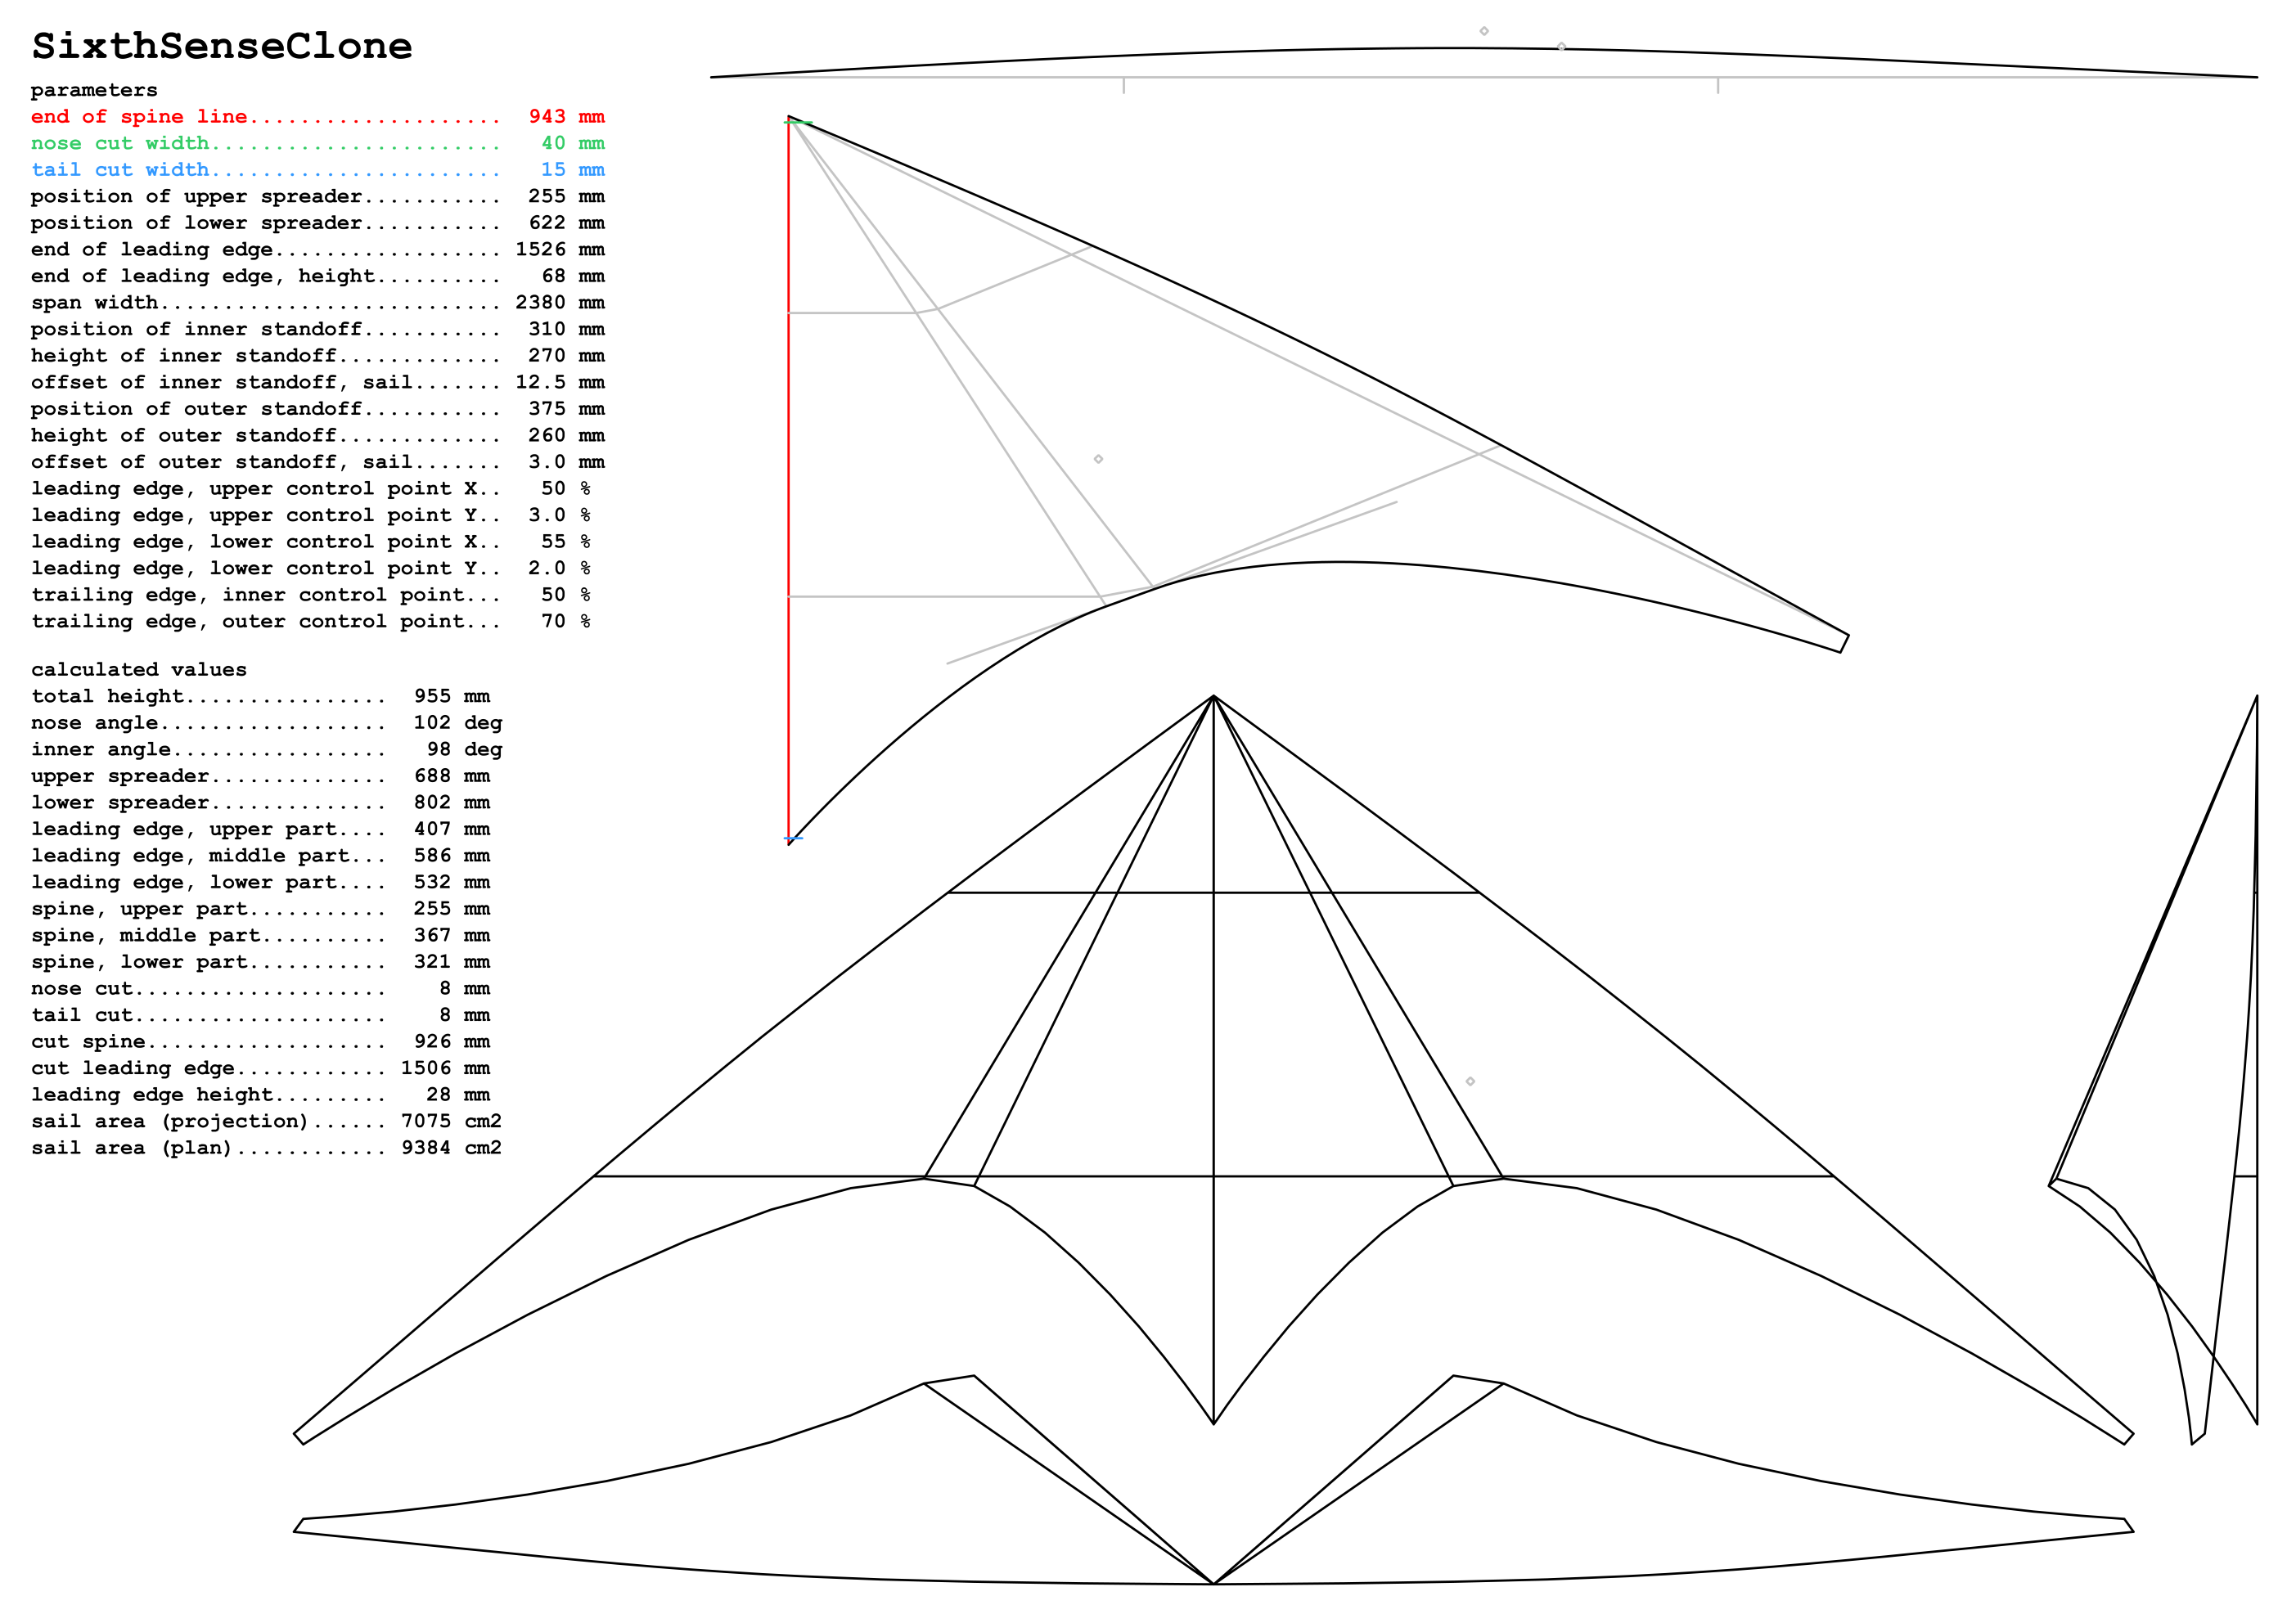 SixthSenseClone
parameters
end of spine line.................... 943 mm
nose cut width....................... 40 mm
tail cut width....................... 15 mm
position of upper spreader........... 255 mm
position of lower spreader........... 622 mm
end of leading edge.................. 1526 mm
end of leading edge, height.......... 68 mm
span width........................... 2380 mm
position of inner standoff........... 310 mm
height of inner standoff............. 270 mm
offset of inner standoff, sail....... 12.5 mm
position of outer standoff........... 375 mm
height of outer standoff............. 260 mm
offset of outer standoff, sail....... 3.0 mm
leading edge, upper control point X.. 50 %
leading edge, upper control point Y.. 3.0 %
leading edge, lower control point X.. 55 %
leading edge, lower control point Y.. 2.0 %
trailing edge, inner control point... 50 %
trailing edge, outer control point... 70 %
calculated values
total height................ 955 mm
nose angle.................. 102 deg
inner angle................. 98 deg
upper spreader.............. 688 mm
lower spreader.............. 802 mm
leading edge, upper part.... 407 mm
leading edge, middle part... 586 mm
leading edge, lower part.... 532 mm
spine, upper part........... 255 mm
spine, middle part.......... 367 mm
spine, lower part........... 321 mm
nose cut.................... 8 mm
tail cut.................... 8 mm
cut spine................... 926 mm
cut leading edge............ 1506 mm
leading edge height......... 28 mm
sail area (projection)...... 7075 cm2
sail area (plan)............ 9384 cm2